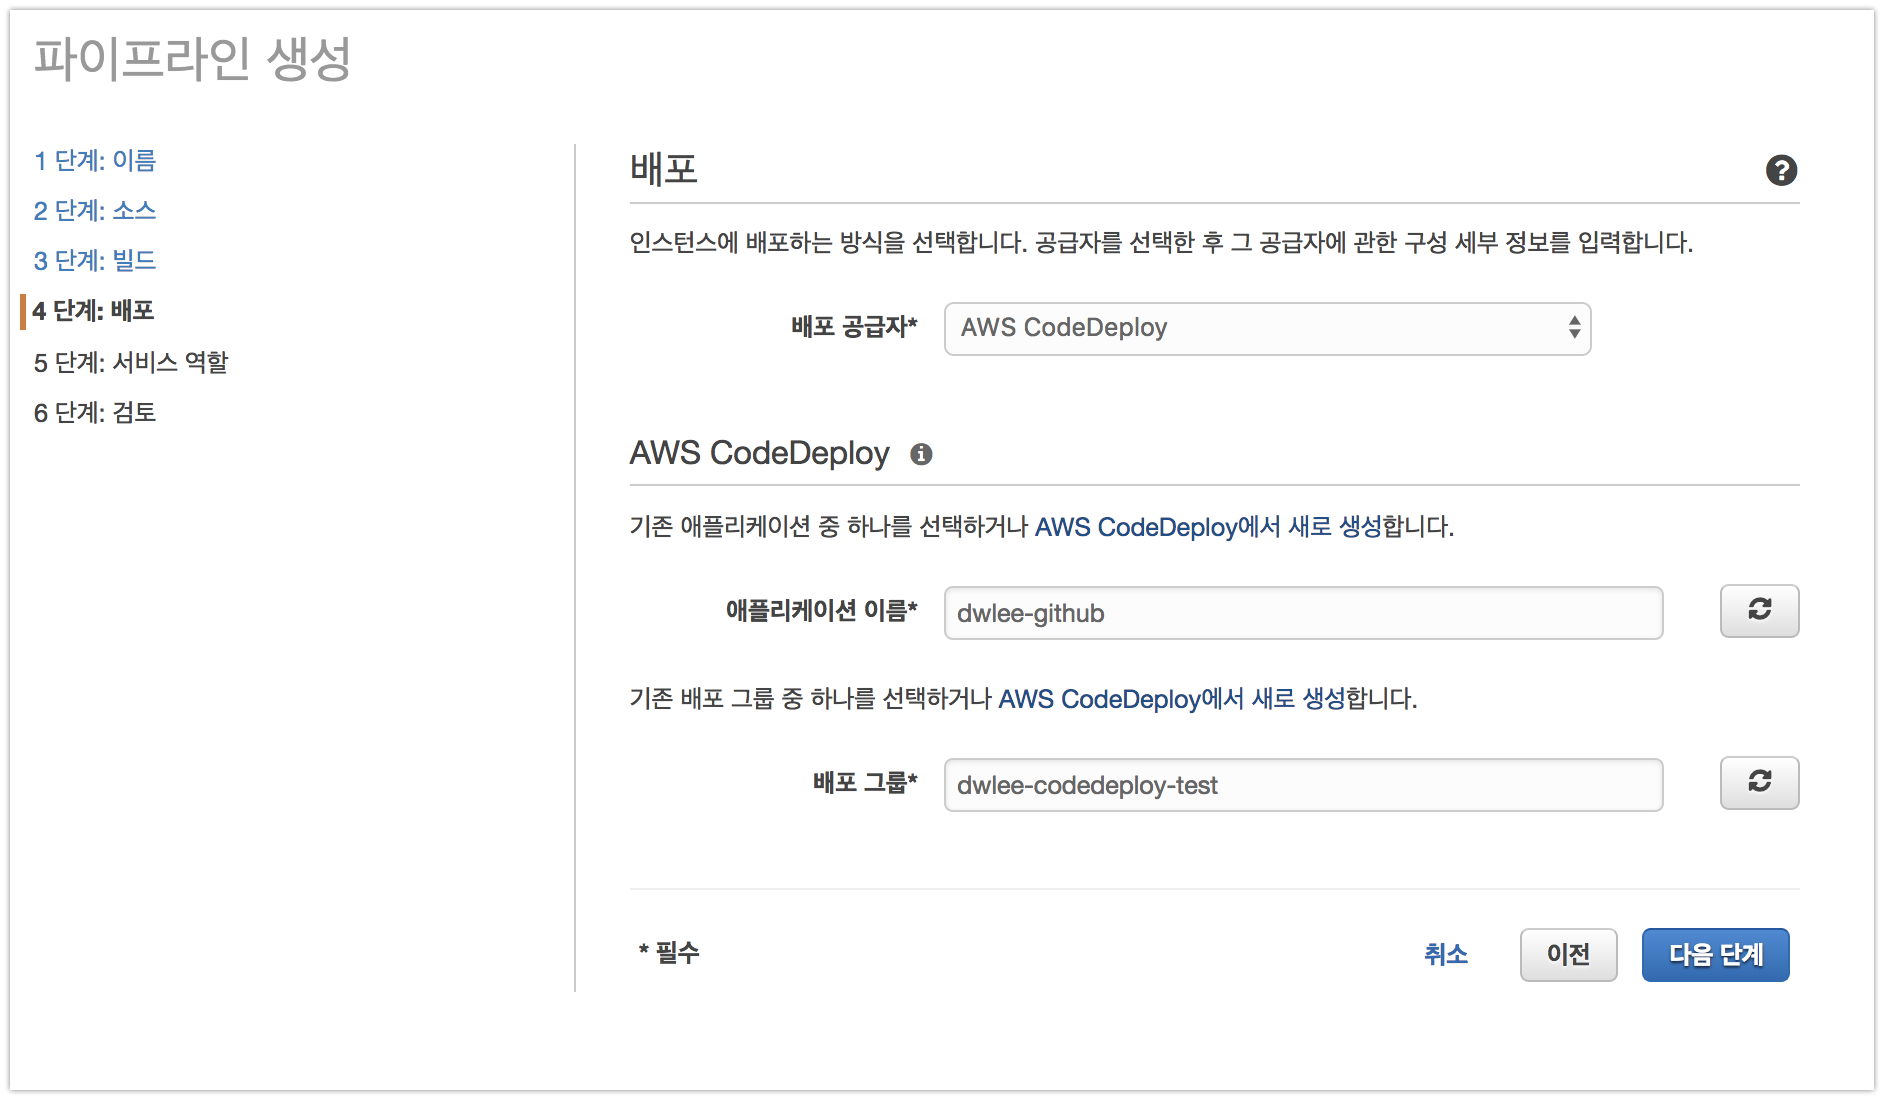 파이프라인 생성
1 단계: 이름
2 단계: 소스
3 단계: 빌드
4 단계: 배포
5 단계: 서비스 역할
6 단계: 검토
배포
인스턴스에 배포하는 방식을 선택합니다. 공급자를 선택한 후 그 공급자에 관한 구성 세부 정보를 입력합니다.
배포 공급자* AWS CodeDeploy
AWS CodeDeploy
기존 애플리케이션 중 하나를 선택하거나 AWS CodeDeploy에서 새로 생성합니다.
애플리케이션 이름* dwlee-github
기존 배포 그룹 중 하나를 선택하거나 AWS CodeDeploy에서 새로 생성합니다.
배포 그룹* dwlee-codedeploy-test
* 필수 취소 이전 다음 단계